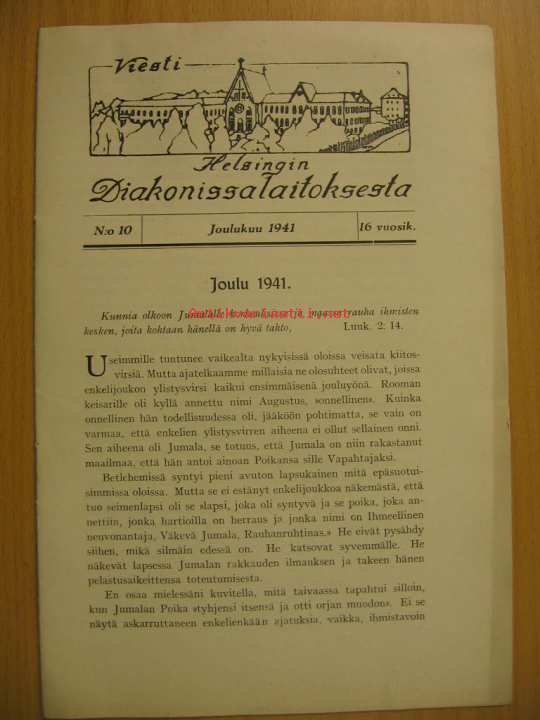 Viesti
Helsingin
Diakonissalaitoksesta
N:o 10 Joulukuu 1941 16 vuosik.
Joulu 1941.
Kunnia olkoon Jumalalle korkeuksissa, ja maassa rauha ihmisten
kesken, joita kohtaan hänellä on hyvä tahto, Luuk. 2: 14.
Useimmille tuntunee vaikealta nykyisissä oloissa veisata kiitos-
virsiä. Mutta ajatelkaamme millaisia ne olosuhteet olivat, joissa
enkelijoukon ylistysvirsi kaikui ensimmäisenä jouluyönä. Rooman
keisarille oli kyllä annettu nimi Augustus, »onnellinen». Kuinka
onnellinen hän todellisuudessa oli, jääköön pohtimatta, se vain on
varmaa, että enkelien ylistysvirren aiheena ei ollut sellainen onni.
Sen aiheena oli Jumala, se totuus, että Jumala on niin rakastanut
maailmaa, että hän antoi ainoan Poikansa sille Vapahtajaksi.
Betlehemissä syntyi pieni avuton lapsukainen mitä epäsuotui-
simmissa oloissa. Mutta se ei estänyt enkelijoukkoa näkemästä, että
tuo seimenlapsi oli se »lapsi, joka oli syntyvä ja se poika, joka an-
nettiin, jonka hartioilla on herraus ja jonka nimi on Ihmeellinen
neuvonantaja, Väkevä Jumala, Rauhanruhtinas.» He eivät pysähdy
siihen, mikä silmäin edessä on. He katsovat syvemmälle. He
näkevät lapsessa Jumalan rakkauden ilmauksen ja takeen hänen
pelastusaikeittensa toteutumisesta.
En osaa mielessäni kuvitella, mitä taivaassa tapahtui silloin,
kun Jumalan Poika »tyhjensi itsensä ja otti orjan muodon». Ei se
näytä askarruttaneen enkelienkään ajatuksia, vaikka, ihmistavoin